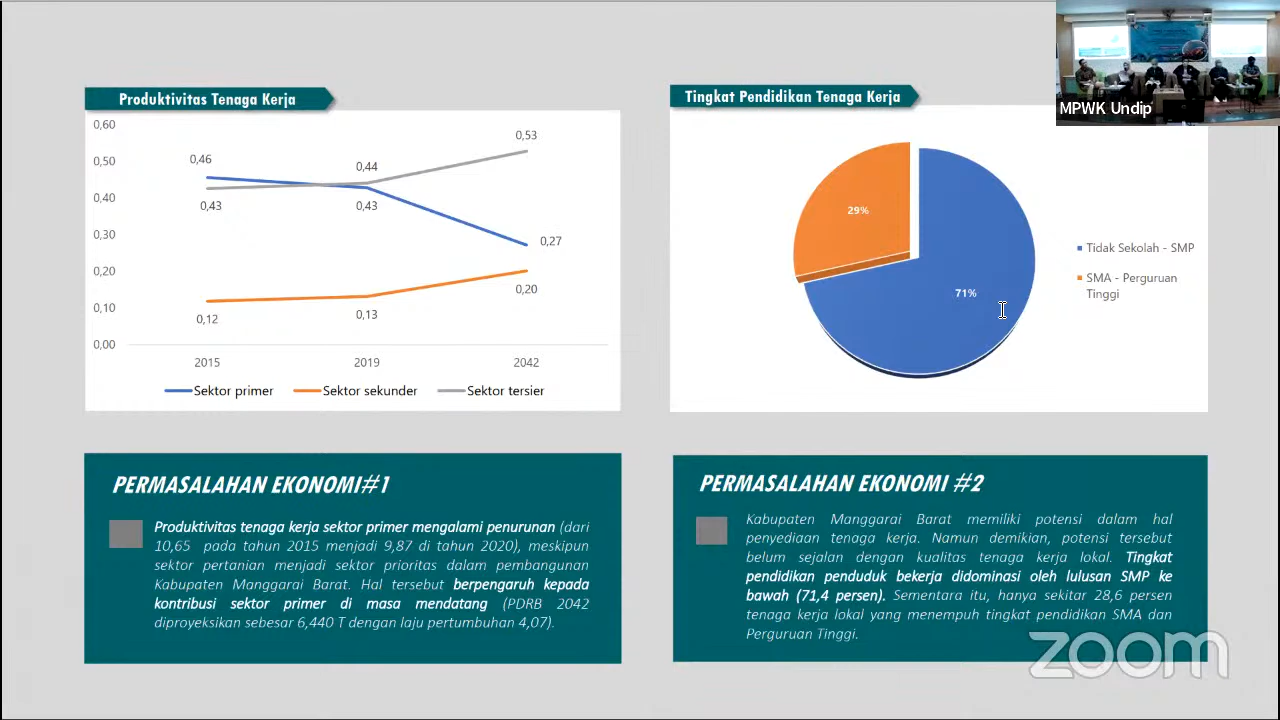 MPWK Undip
Produktivitas Tenaga Kerja
0,60
0,50
0,40
0,30
0,20
0,10
0,00
0,46
0,43
0,44
0,43
0,53
0,27
0,20
0,12
0,13
2015 2019 2042
Sektor primer Sektor sekunder Sektor tersier
Tingkat Pendidikan Tenaga Kerja
29%
71%
Tidak Sekolah - SMP
SMA - Perguruan
Tinggi
PERMASALAHAN EKONOMI#1
Produktivitas tenaga kerja sektor primer mengalami penurunan (dari
10,65 pada tahun 2015 menjadi 9,87 di tahun 2020), meskipun
sektor pertanian menjadi sektor prioritas dalam pembangunan
Kabupaten Manggarai Barat. Hal tersebut berpengaruh kepada
kontribusi sektor primer di masa mendatang (PDRB 2042
diproyeksikan sebesar 6,440 T dengan laju pertumbuhan 4,07).
PERMASALAHAN EKONOMI #2
Kabupaten Manggarai Barat memiliki potensi dalam hal
penyediaan tenaga kerja. Namun demikian, potensi tersebut
belum sejalan dengan kualitas tenaga kerja lokal. Tingkat
pendidikan penduduk bekerja didominasi oleh lulusan SMP ke
bawah (71,4 persen). Sementara itu, hanya sekitar 28,6 persen
tenaga kerja lokal yang menempuh tingkat pendidikan SMA dan
Perguruan Tinggi.
zoom